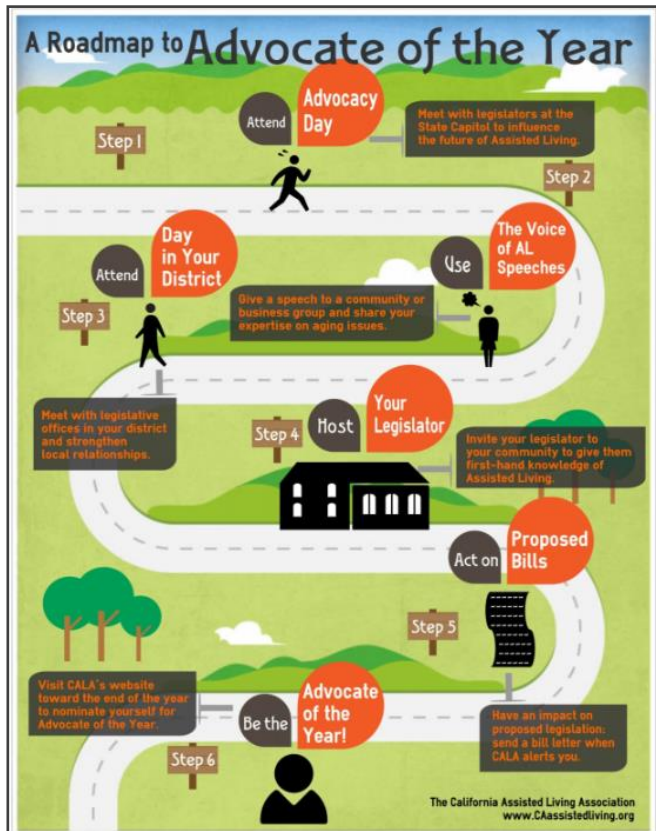 A Roadmap to Advocate of the Year
Step 1
Attend
Advocacy
Day
Meet with legislators at the
State Capitol to influence
the future of Assisted Living.
Step 2
Use
The Voice
of AL
Speeches
Give a speech to a community or
business group and share your
expertise on aging issues.
Step 3
Attend
Day
in Your
District
Meet with legislative
offices in your district
and strengthen
local relationships.
Step 4
Host
Your
Legislator
Invite your legislator to
your community to give them
first-hand knowledge of
Assisted Living.
Step 5
Act on
Proposed
Bills
Have an impact on
proposed legislation;
send a bill letter when
CALA alerts you.
Step 6
Be the
Advocate
of the
Year!
Visit CALA's website
toward the end of the year
to nominate yourself for
Advocate of the Year.
The California Assisted Living Association
www.CAassistedliving.org